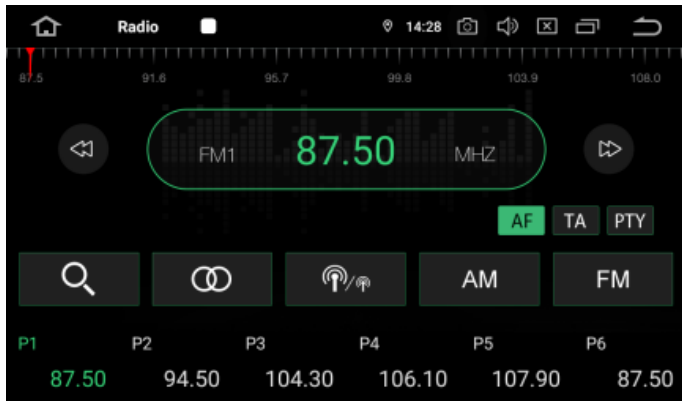 Radio 14:28
87.5 91.6 95.7 99.8 103.9 108.0
FM1 87.50 MHZ
AF TA PTY
AM FM
P1 P2 P3 P4 P5 P6
87.50 94.50 104.30 106.10 107.90 87.50